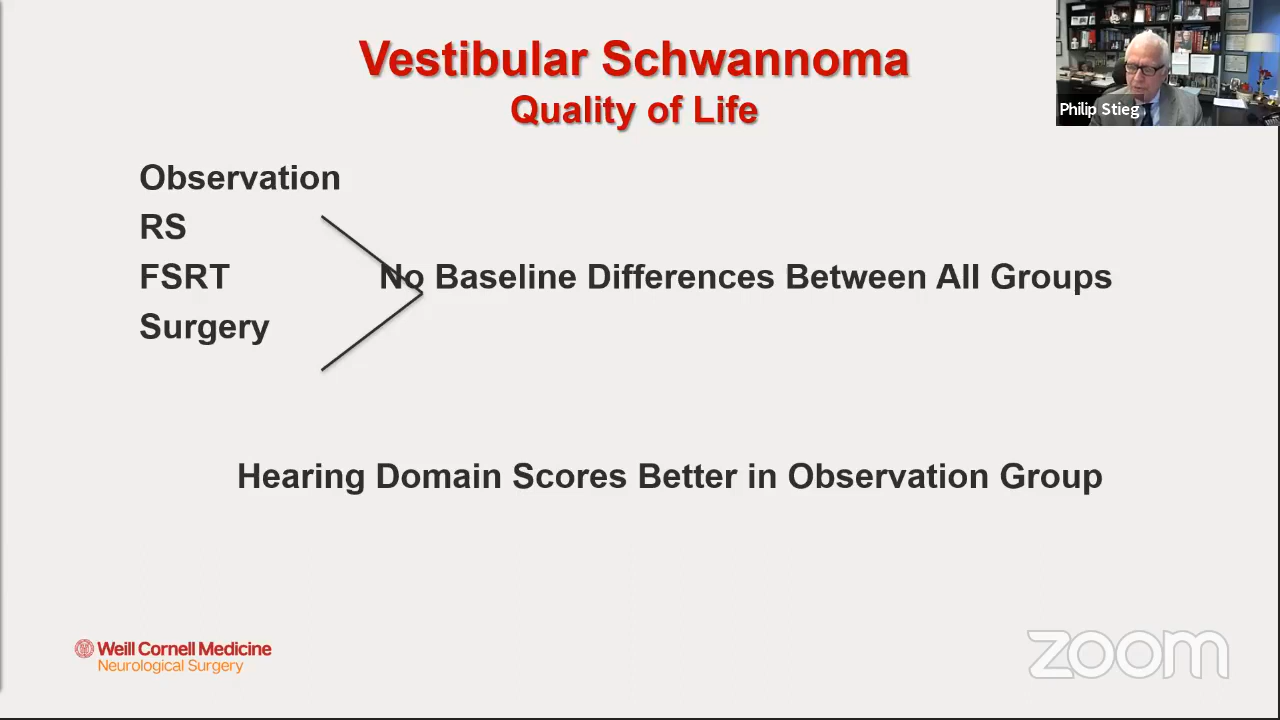 Vestibular Schwannoma
Quality of Life
Philip Stieg
Observation
RS
FSRT
No Baseline Differences Between All Groups
Surgery
Hearing Domain Scores Better in Observation Group
Weill Cornell Medicine
Neurological Surgery
zoom